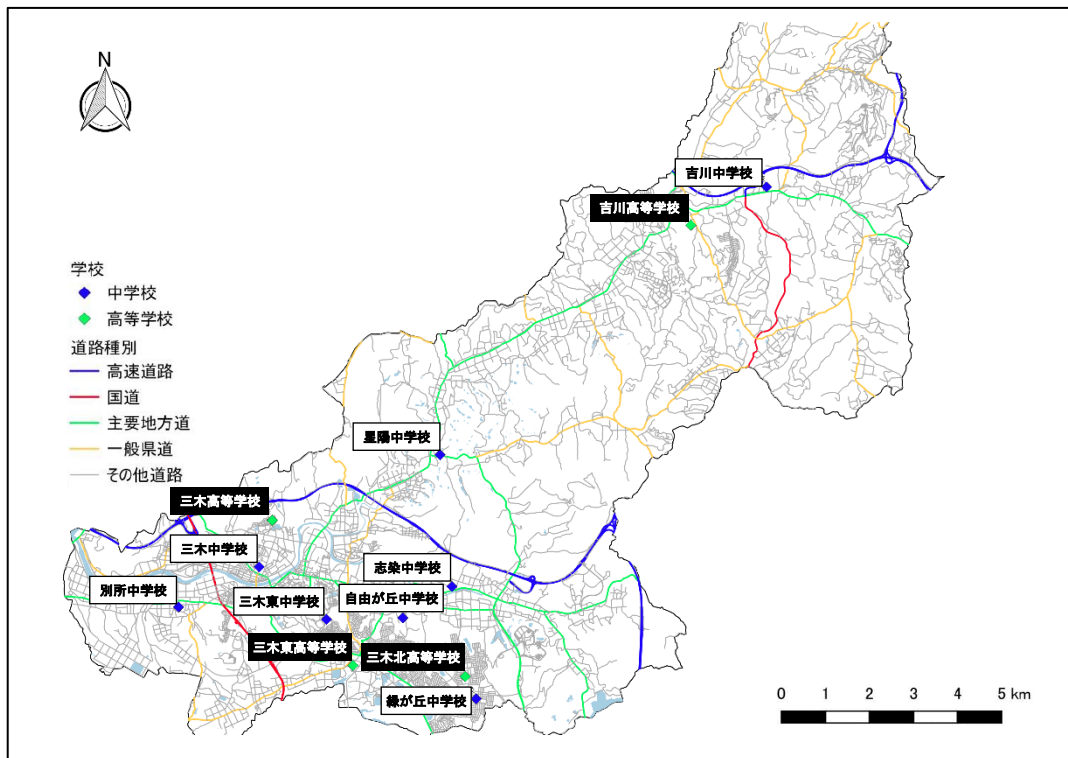 N
吉川中学校
吉川高等学校
学校
中学校
高等学校
道路種別
高速道路
国道
主要地方道
一般県道
その他道路
星陽中学校
三木高等学校
三木中学校
志染中学校
別所中学校
三木東中学校
自由が丘中学校
三木東高等学校
三木北高等学校
緑が丘中学校
0 1 2 3 4 5 km